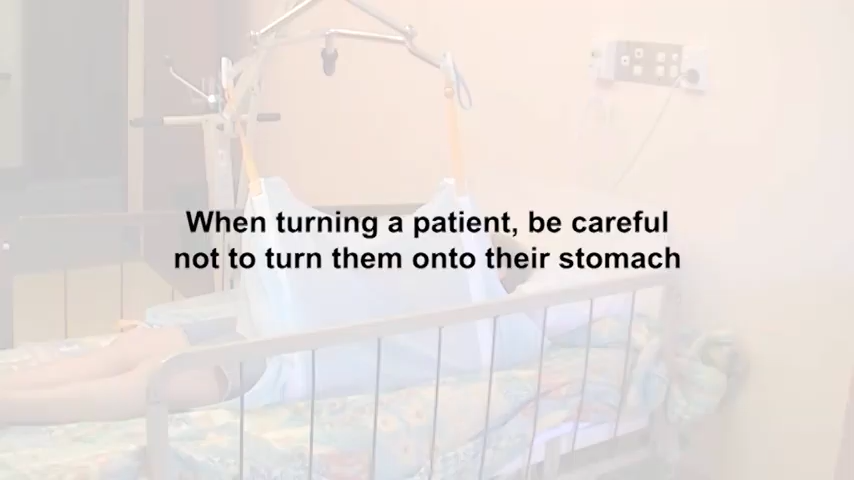 When turning a patient, be careful
not to turn them onto their stomach